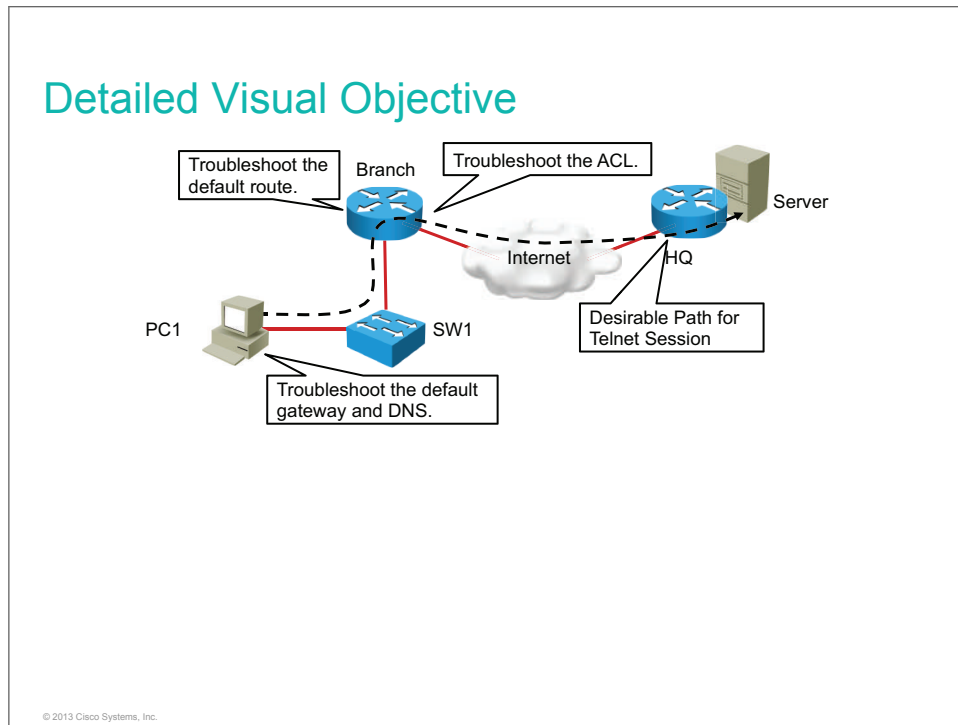 Detailed Visual Objective
Troubleshoot the
default route.
Branch
Troubleshoot the ACL.
Server
Internet
HQ
PC1
SW1
Desirable Path for
Telnet Session
Troubleshoot the default
gateway and DNS.
© 2013 Cisco Systems, Inc.